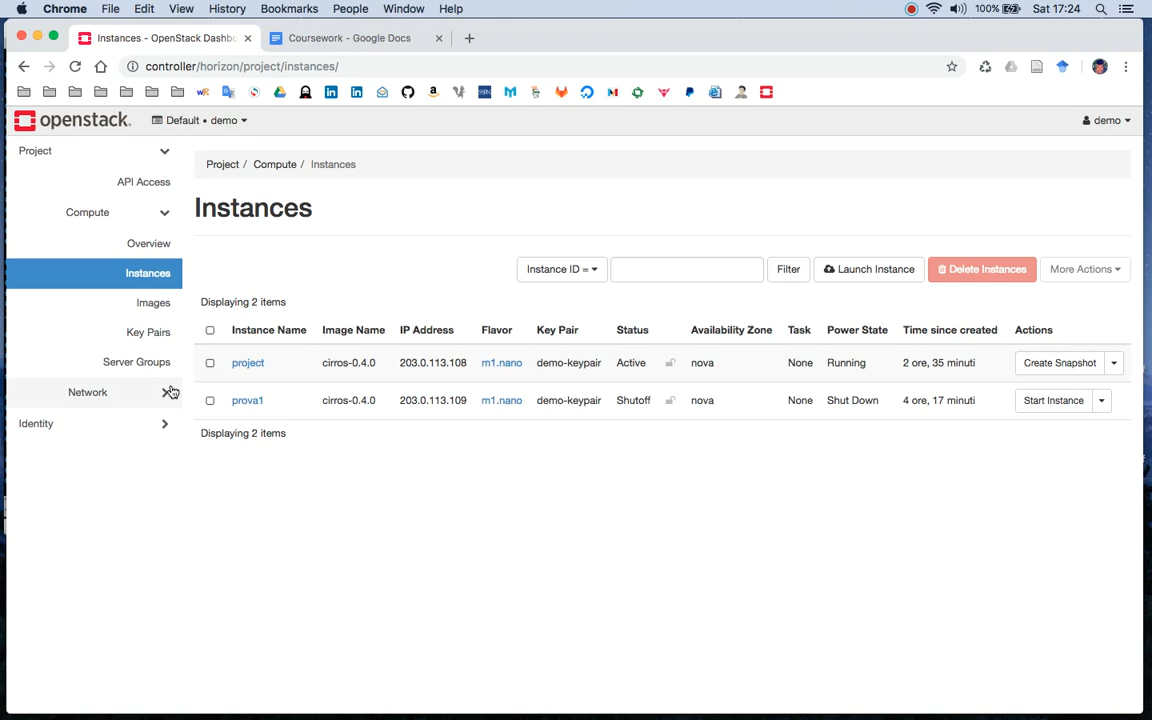 Chrome File Edit View History Bookmarks People Window Help 100% Sat 17:24
Instances - OpenStack Dashbo Coursework - Google Docs
controller/horizon/project/instances/
openstack. Default • demo demo
Project
API Access
Compute
Overview
Instances
Images
Key Pairs
Server Groups
Network
Identity
Project / Compute / Instances
Instances
Instance ID = Filter Launch Instance Delete Instances More Actions
Displaying 2 items
Instance Name Image Name IP Address Flavor Key Pair Status Availability Zone Task Power State Time since created Actions
project cirros-0.4.0 203.0.113.108 m1.nano demo-keypair Active nova None Running 2 ore, 35 minuti Create Snapshot
prova1 cirros-0.4.0 203.0.113.109 m1.nano demo-keypair Shutoff nova None Shut Down 4 ore, 17 minuti Start Instance
Displaying 2 items